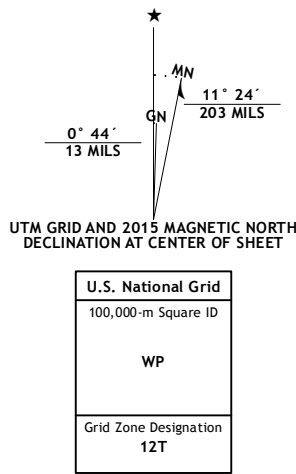 MN
GN
11° 24´
203 MILS
0° 44´
13 MILS
UTM GRID AND 2015 MAGNETIC NORTH
DECLINATION AT CENTER OF SHEET
U.S. National Grid
100,000-m Square ID
WP
Grid Zone Designation
12T